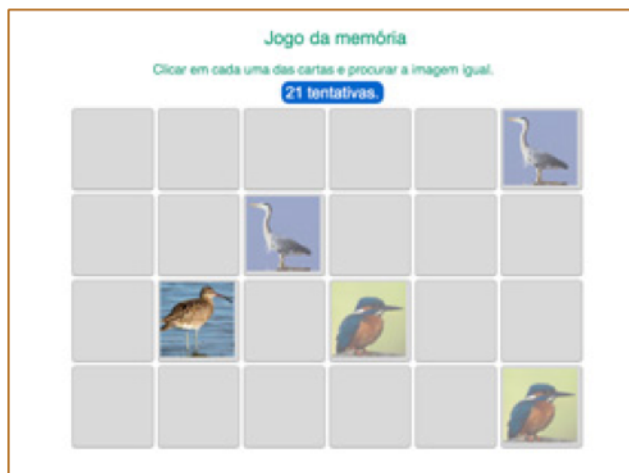 Jogo da memória
Clicar em cada uma das cartas e procurar a imagem igual.
21 tentativas.